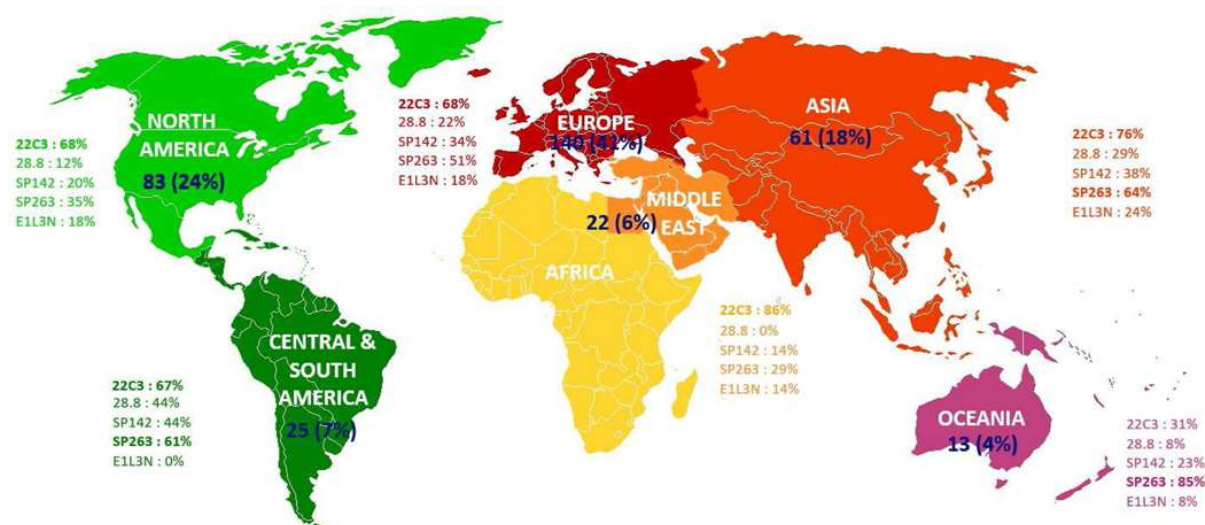 NORTH
AMERICA
83 (24%)
22C3 : 68%
28.8 : 12%
SP142 : 20%
SP263 : 35%
E1L3N : 18%
22C3 : 68%
28.8 : 22%
SP142 : 34%
SP263 : 51%
E1L3N : 18%
EUROPE
140 (41%)
ASIA
61 (18%)
22C3 : 76%
28.8 : 29%
SP142 : 38%
SP263 : 64%
E1L3N : 24%
MIDDLE
EAST
22 (6%)
AFRICA
22C3 : 86%
28.8 : 0%
SP142 : 14%
SP263 : 29%
E1L3N : 14%
CENTRAL &
SOUTH
AMERICA
25 (7%)
22C3 : 67%
28.8 : 44%
SP142 : 44%
SP263 : 61%
E1L3N : 0%
OCEANIA
13 (4%)
22C3 : 31%
28.8 : 8%
SP142 : 23%
SP263 : 85%
E1L3N : 8%